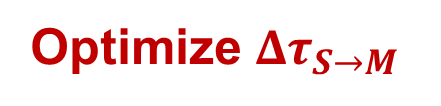 Optimize Δτ_{S→M}